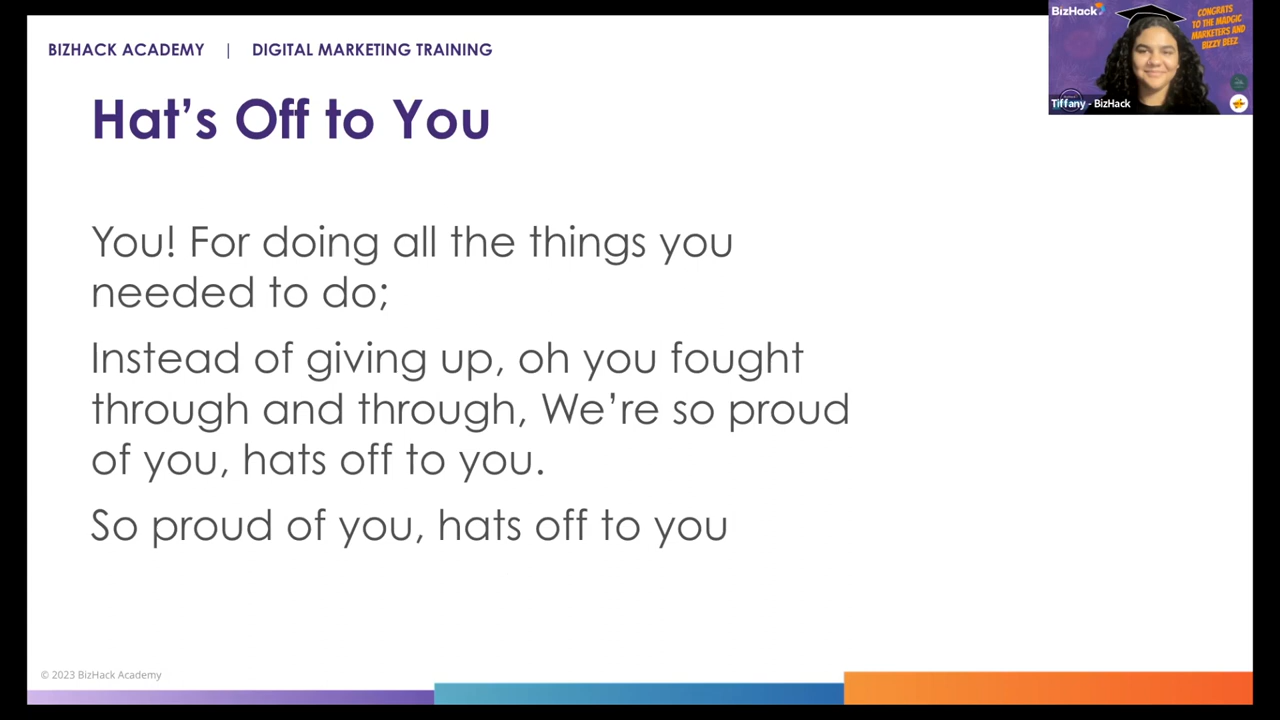 BIZHACK ACADEMY | DIGITAL MARKETING TRAINING
Hat's Off to You
You! For doing all the things you
needed to do;
Instead of giving up, oh you fought
through and through, We're so proud
of you, hats off to you.
So proud of you, hats off to you
© 2023 BizHack Academy
BizHack
CONGRATS
TO THE MADGIC
MARKETERS AND
BIZZY BEEZ
Tiffany - BizHack